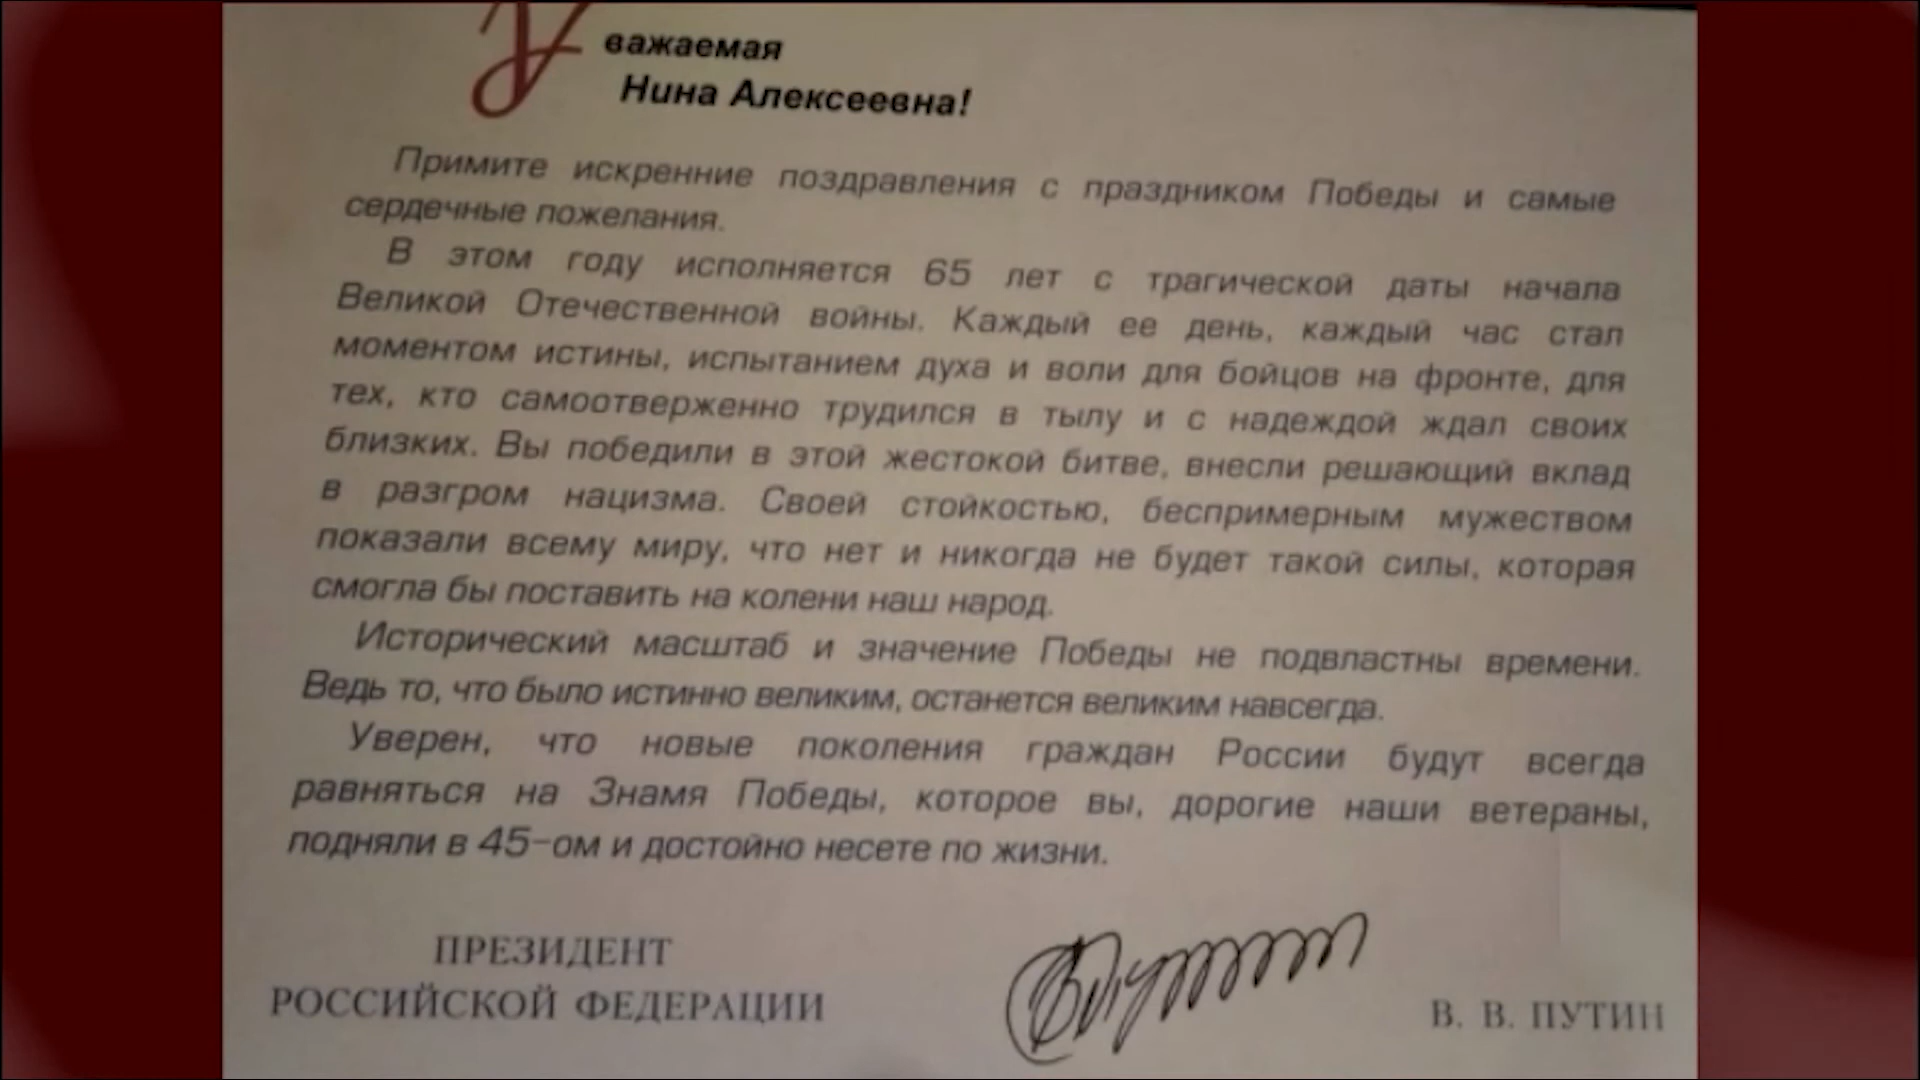 Уважаемая
Нина Алексеевна!
Примите искренние поздравления с праздником Победы и самые
сердечные пожелания.
В этом году исполняется 65 лет с трагической даты начала
Великой Отечественной войны. Каждый ее день, каждый час стал
моментом истины, испытанием духа и воли для бойцов на фронте, для
тех, кто самоотверженно трудился в тылу и с надеждой ждал своих
близких. Вы победили в этой жестокой битве, внесли решающий вклад
в разгром нацизма. Своей стойкостью, беспримерным мужеством
показали всему миру, что нет и никогда не будет такой силы, которая
смогла бы поставить на колени наш народ.
Исторический масштаб и значение Победы не подвластны времени.
Ведь то, что было истинно великим, останется великим навсегда.
Уверен, что новые поколения граждан России будут всегда
равняться на Знамя Победы, которое вы, дорогие наши ветераны,
подняли в 45-ом и достойно несете по жизни.
ПРЕЗИДЕНТ
РОССИЙСКОЙ ФЕДЕРАЦИИ
В. В. ПУТИН